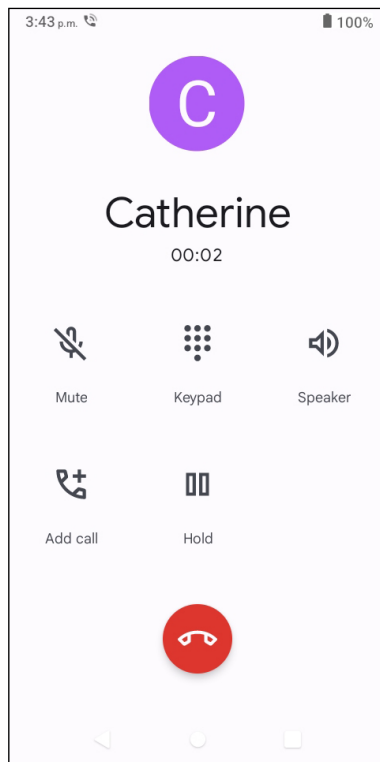 3:43 p.m. 100%
C
Catherine
00:02
Mute Keypad Speaker
Add call Hold